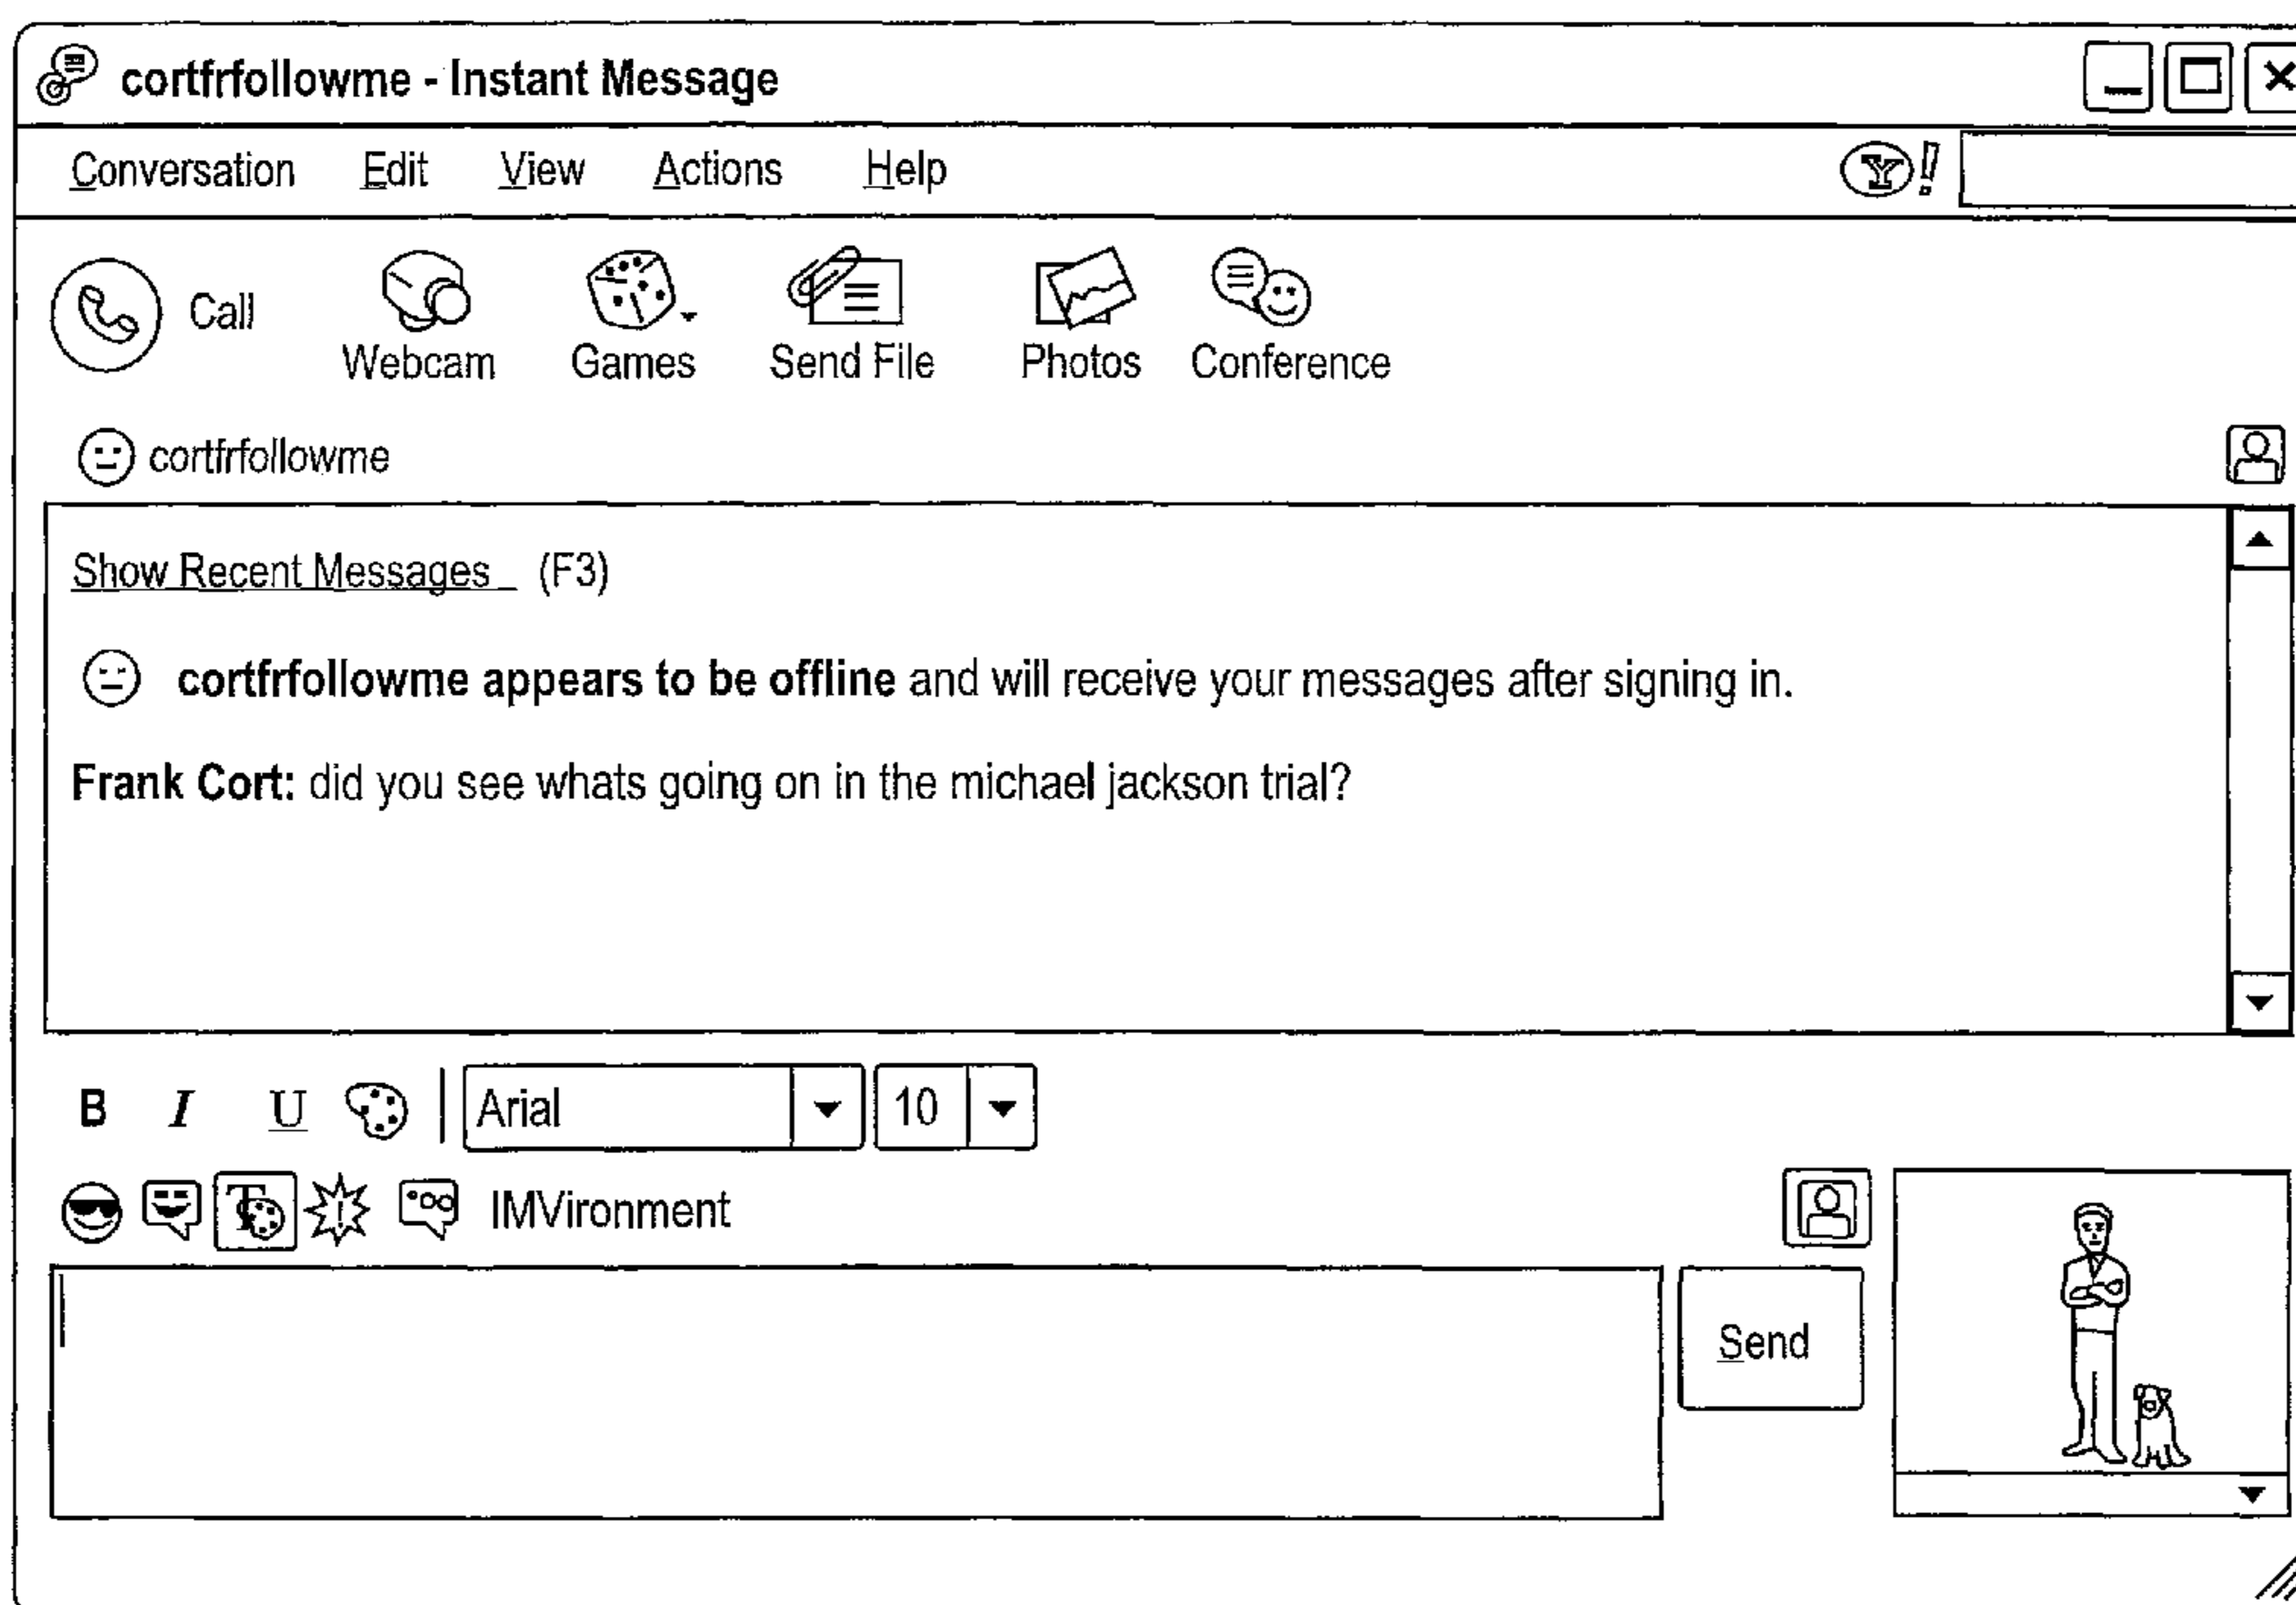 cortfrfollowme - Instant Message
Conversation Edit View Actions Help Y!
Call
Webcam Games Send File Photos Conference
cortfrfollowme
Show Recent Messages (F3)
cortfrfollowme appears to be offline and will receive your messages after signing in.
Frank Cort: did you see whats going on in the michael jackson trial?
B I U Arial 10
T ! IMVironment
Send